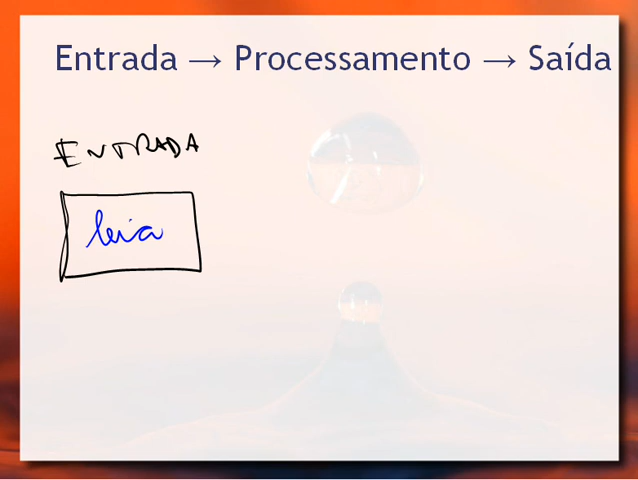 Entrada → Processamento → Saída
ENTRADA
leia